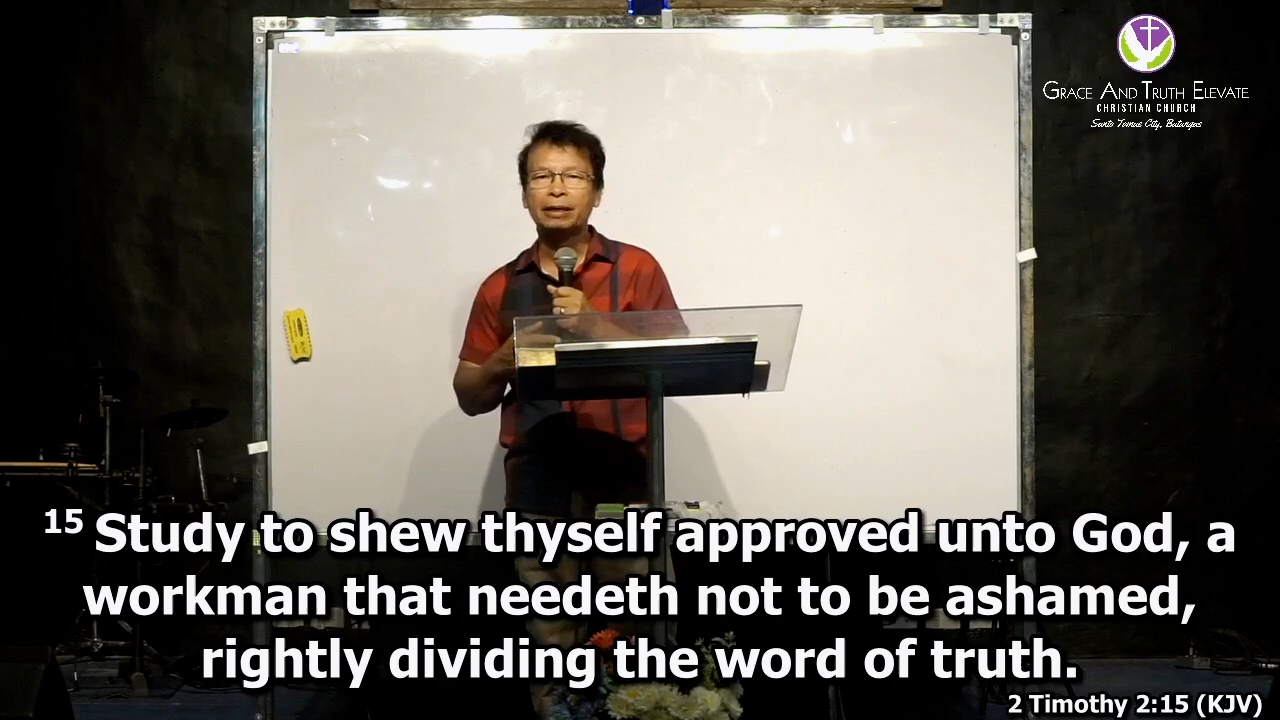 GRACE AND TRUTH ELEVATE
CHRISTIAN CHURCH
Santo Tomas City, Batangas
15 Study to shew thyself approved unto God, a
workman that needeth not to be ashamed,
rightly dividing the word of truth.
2 Timothy 2:15 (KJV)